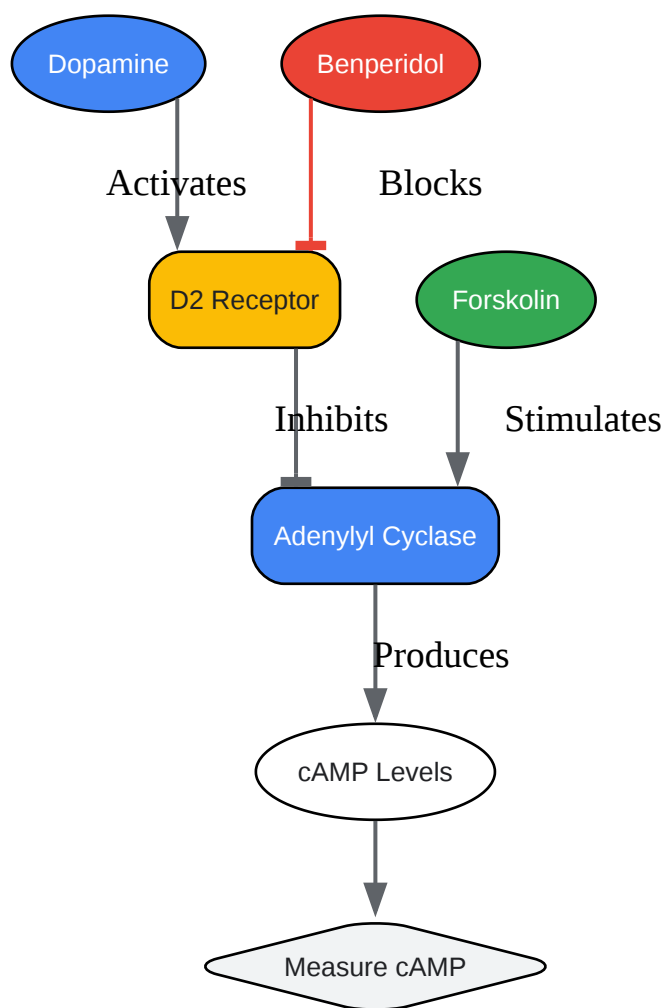 Dopamine
Benperidol
Activates
Blocks
D2 Receptor
Forskolin
Inhibits
Stimulates
Adenylyl Cyclase
Produces
cAMP Levels
Measure cAMP